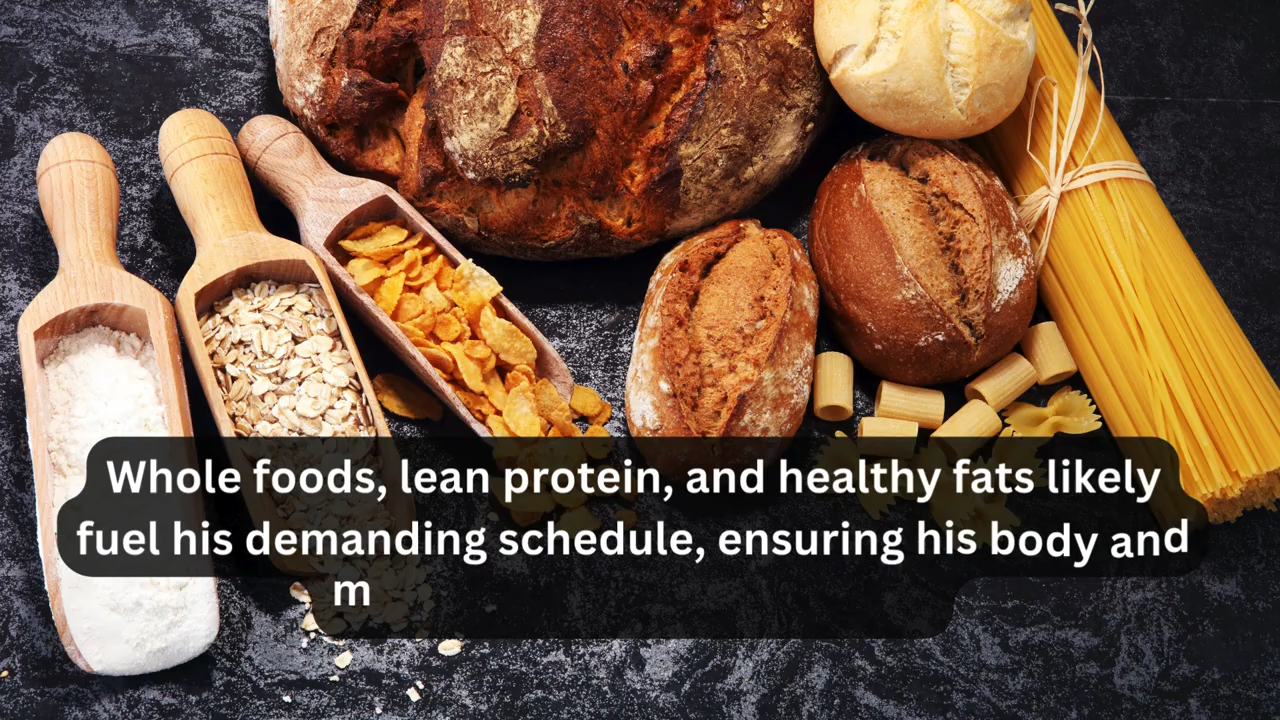 Whole foods, lean protein, and healthy fats likely
fuel his demanding schedule, ensuring his body and
m